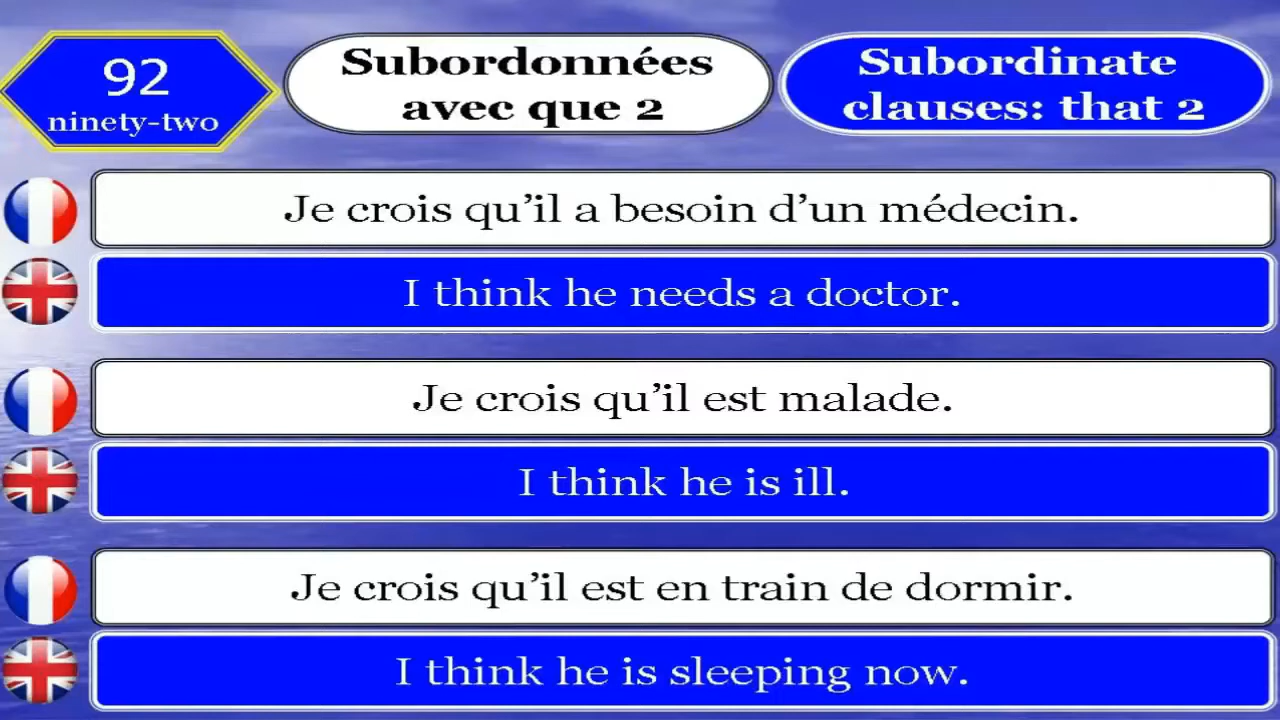 92
ninety-two
Subordonnées
avec que 2
Subordinate
clauses: that 2
Je crois qu’il a besoin d’un médecin.
I think he needs a doctor.
Je crois qu’il est malade.
I think he is ill.
Je crois qu’il est en train de dormir.
I think he is sleeping now.